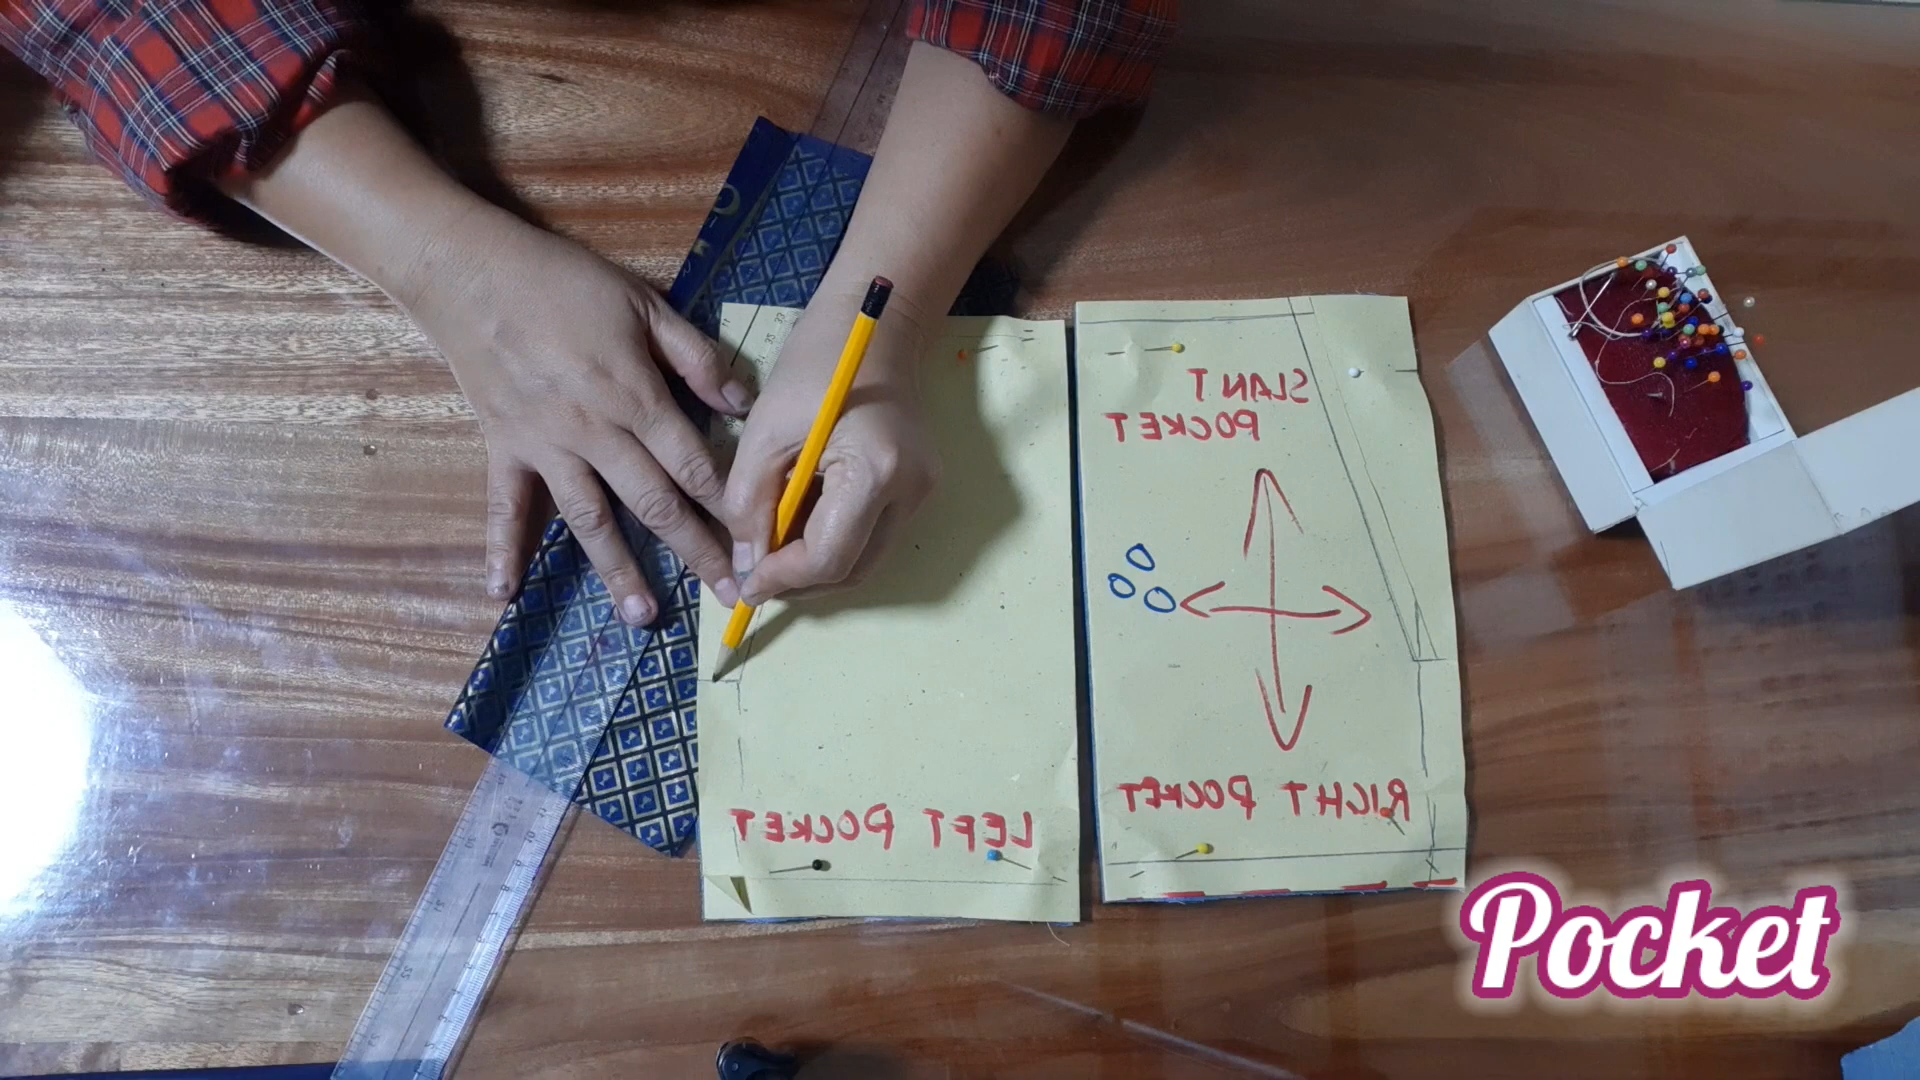 SLANT
POCKET
RIGHT POCKET
LEFT POCKET
Pocket